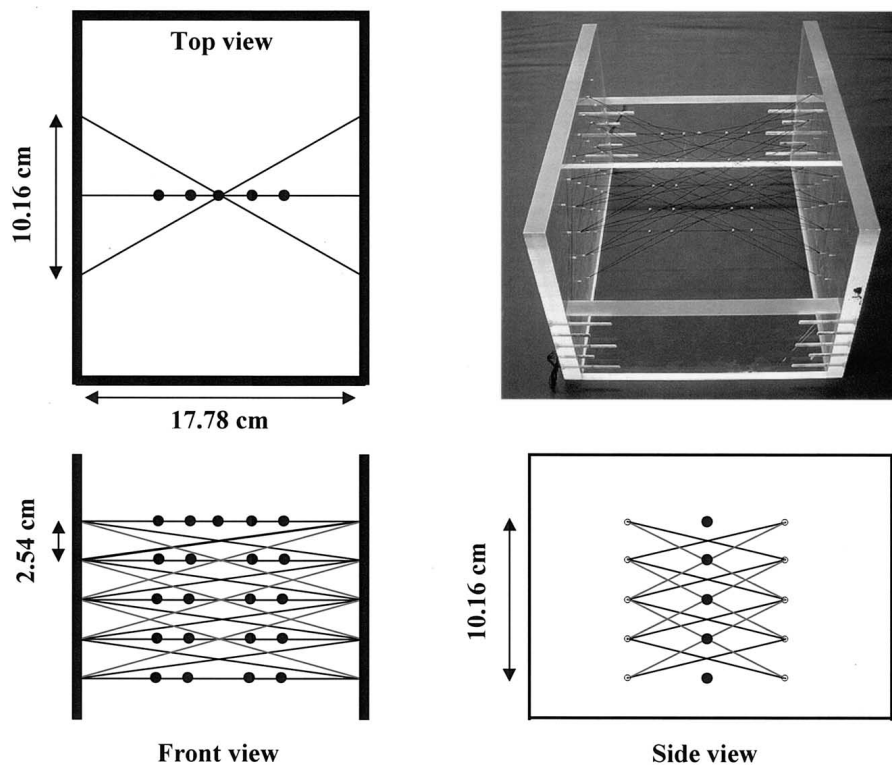 Top view
10.16 cm
17.78 cm
2.54 cm
Front view
10.16 cm
Side view